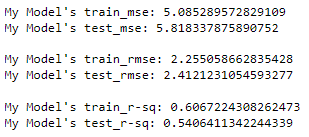 My Model's train_mse: 5.085289572829109
My Model's test_mse: 5.818337875890752
My Model's train_rmse: 2.255058662835428
My Model's test_rmse: 2.4121231054593277
My Model's train_r-sq: 0.6067224308262473
My Model's test_r-sq: 0.5406411342244339